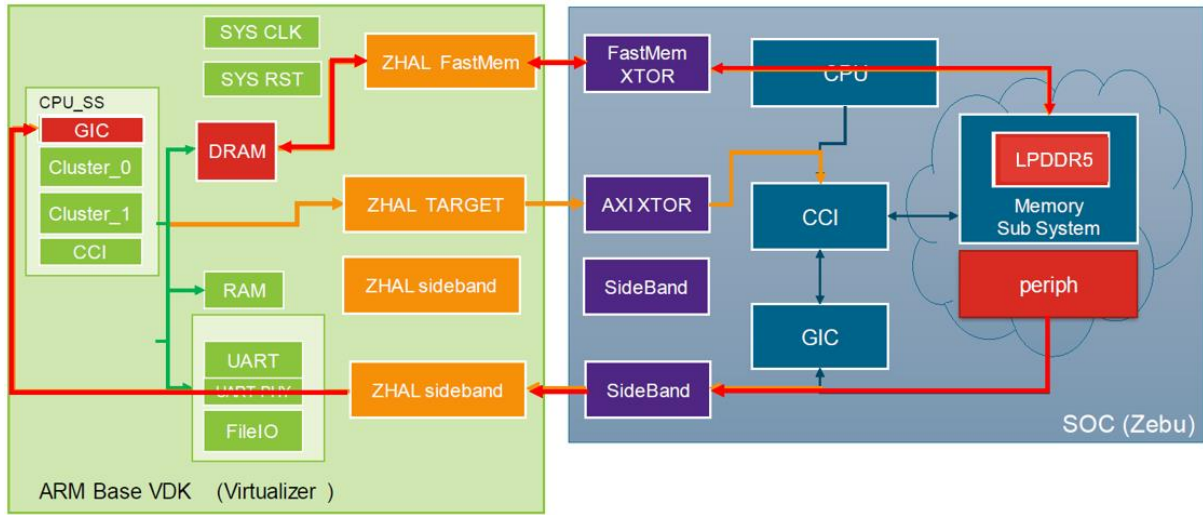 SYS CLK
SYS RST
ZHAL FastMem
FastMem
XTOR
CPU
CPU_SS
GIC
Cluster_0
Cluster_1
CCI
DRAM
ZHAL TARGET
AXI XTOR
CCI
LPDDR5
Memory
Sub System
RAM
ZHAL sideband
SideBand
periph
GIC
UART
UART PHY
FileIO
ZHAL sideband
SideBand
SOC (Zebu)
ARM Base VDK (Virtualizer )